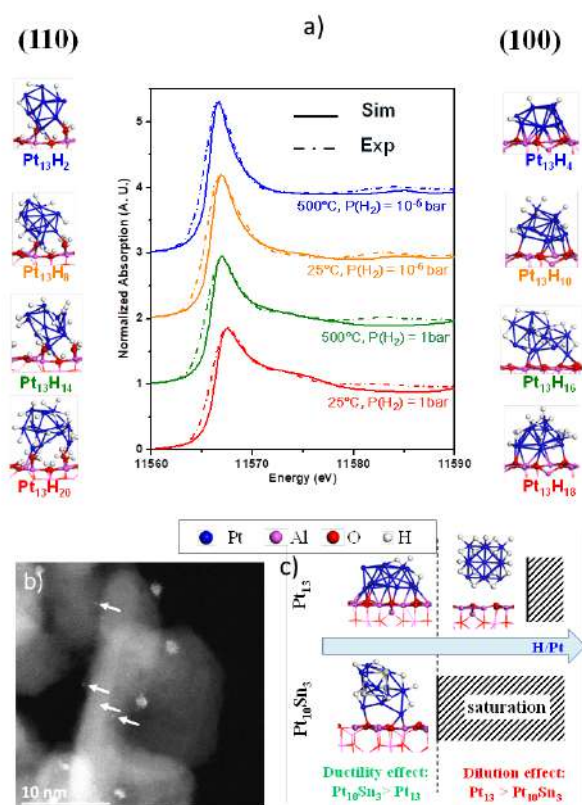 (110)
a)
(100)
Pt13H2
Pt13H8
Pt13H14
Pt13H20
Normalized Absorption (A. U.)
5
4
3
2
1
0
Sim
Exp
500°C, P(H2) = 10-6 bar
25°C, P(H2) = 10-6 bar
500°C, P(H2) = 1bar
25°C, P(H2) = 1bar
11560
11570
11580
11590
Energy (eV)
Pt13H4
Pt13H10
Pt13H16
Pt13H18
Pt Al O H
b)
10 nm
c)
Pt13
H/Pt
Pt10Sn3
saturation
Ductility effect:
Pt10Sn3> Pt13
Dilution effect:
Pt13 > Pt10Sn3